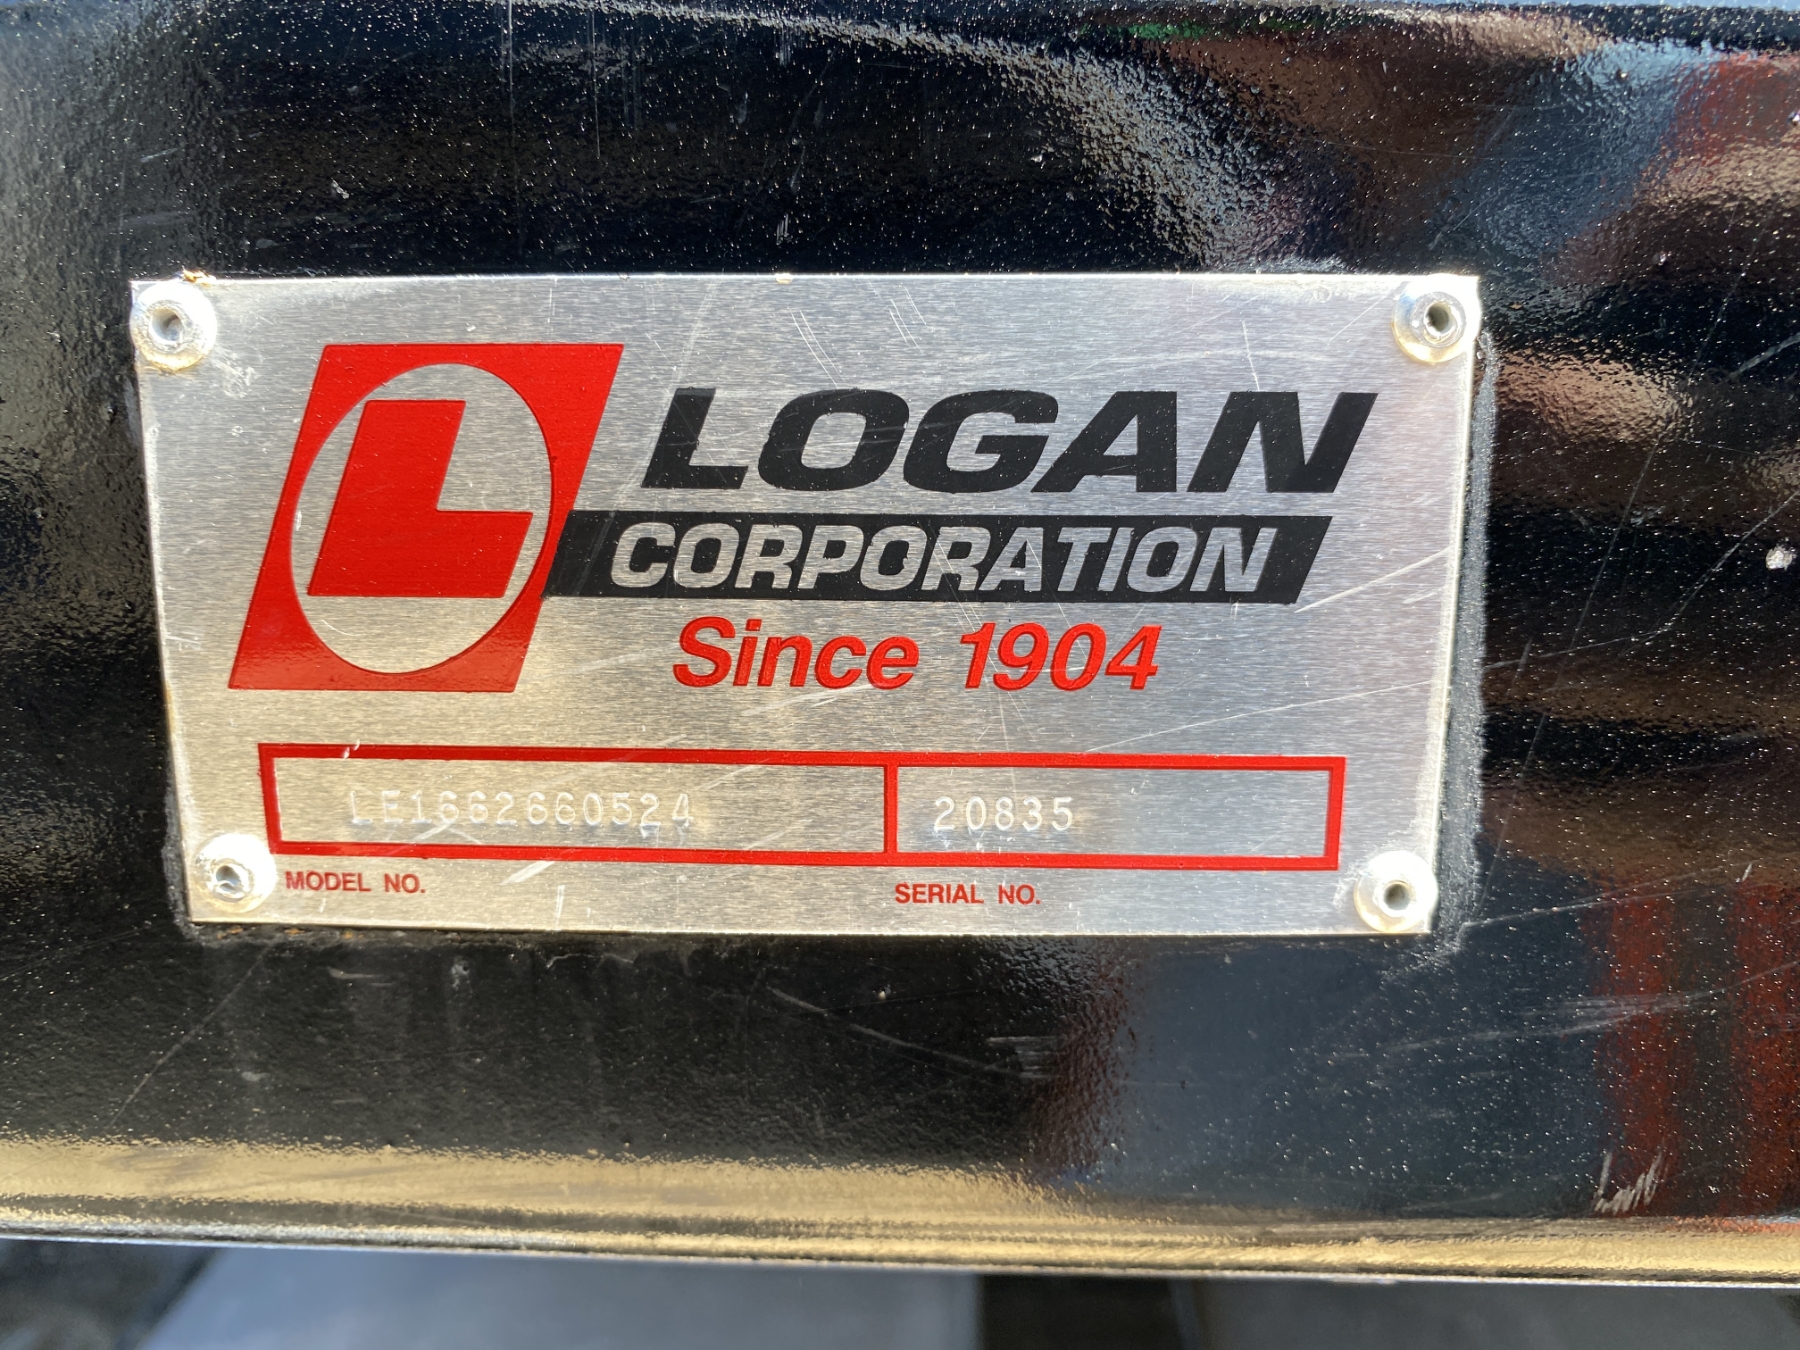 L
LOGAN
CORPORATION
Since 1904
LE1662660524 20835
MODEL NO. SERIAL NO.